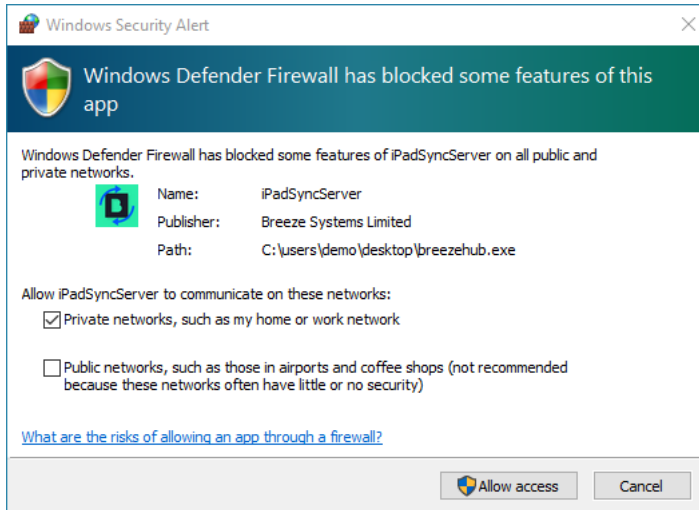 Windows Security Alert
Windows Defender Firewall has blocked some features of this
app
Windows Defender Firewall has blocked some features of iPadSyncServer on all public and
private networks.
Name: iPadSyncServer
Publisher: Breeze Systems Limited
Path: C:\users\demo\desktop\breezehub.exe
Allow iPadSyncServer to communicate on these networks:
Private networks, such as my home or work network
Public networks, such as those in airports and coffee shops (not recommended
because these networks often have little or no security)
What are the risks of allowing an app through a firewall?
Allow access Cancel